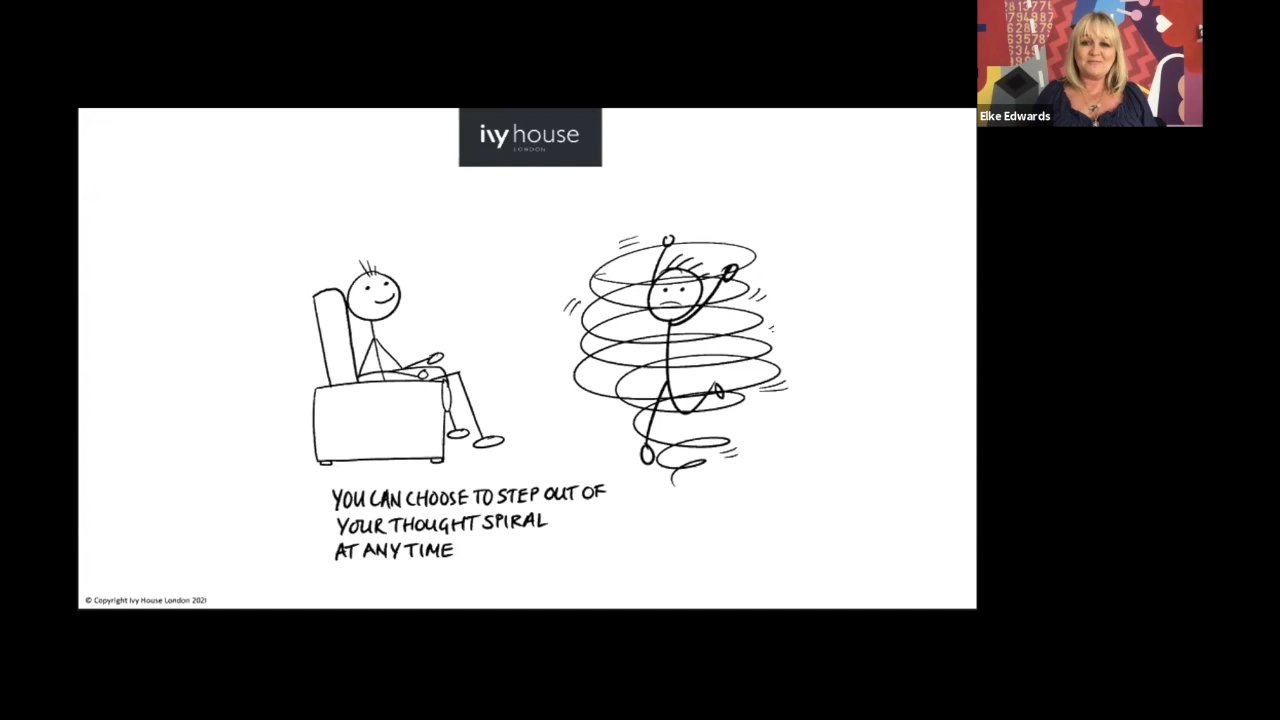 ivy house
LONDON
Elke Edwards
YOU CAN CHOOSE TO STEP OUT OF
YOUR THOUGHT SPIRAL
AT ANY TIME
© Copyright Ivy House London 2021